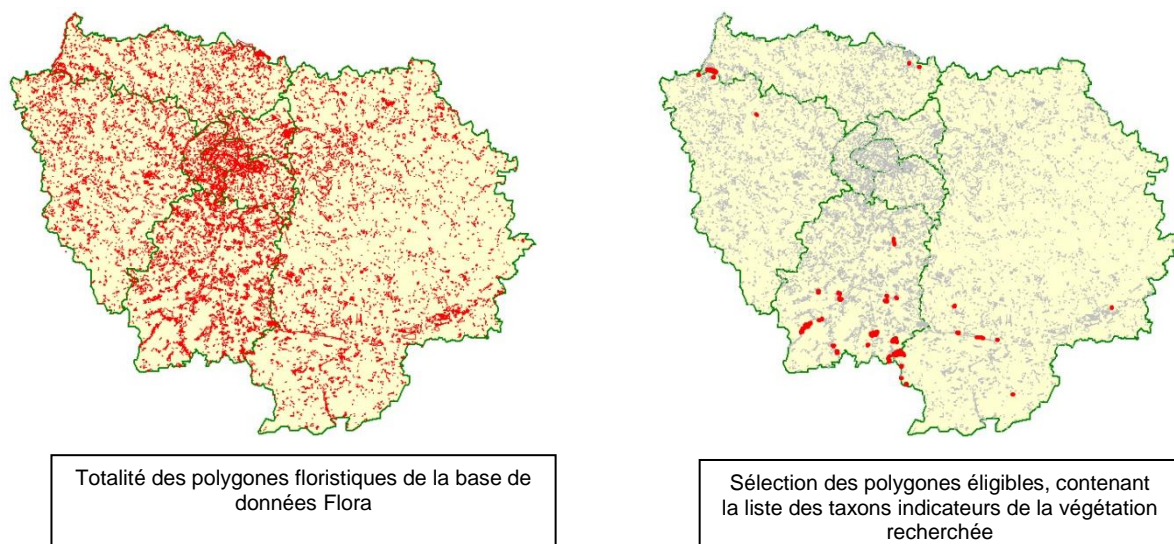 Totalité des polygones floristiques de la base de
données Flora
Sélection des polygones éligibles, contenant
la liste des taxons indicateurs de la végétation
recherchée